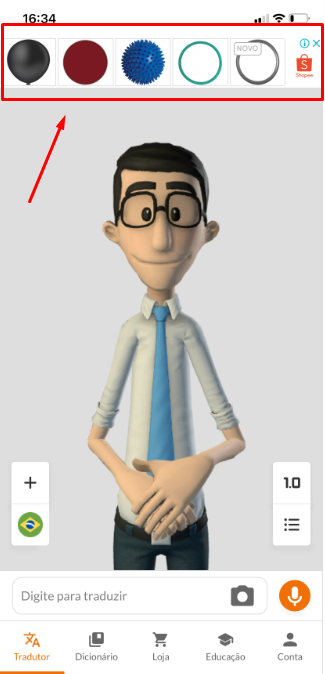 16:34
NOVO
Shopee
1.0
Digite para traduzir
Tradutor
Dicionário
Loja
Educação
Conta